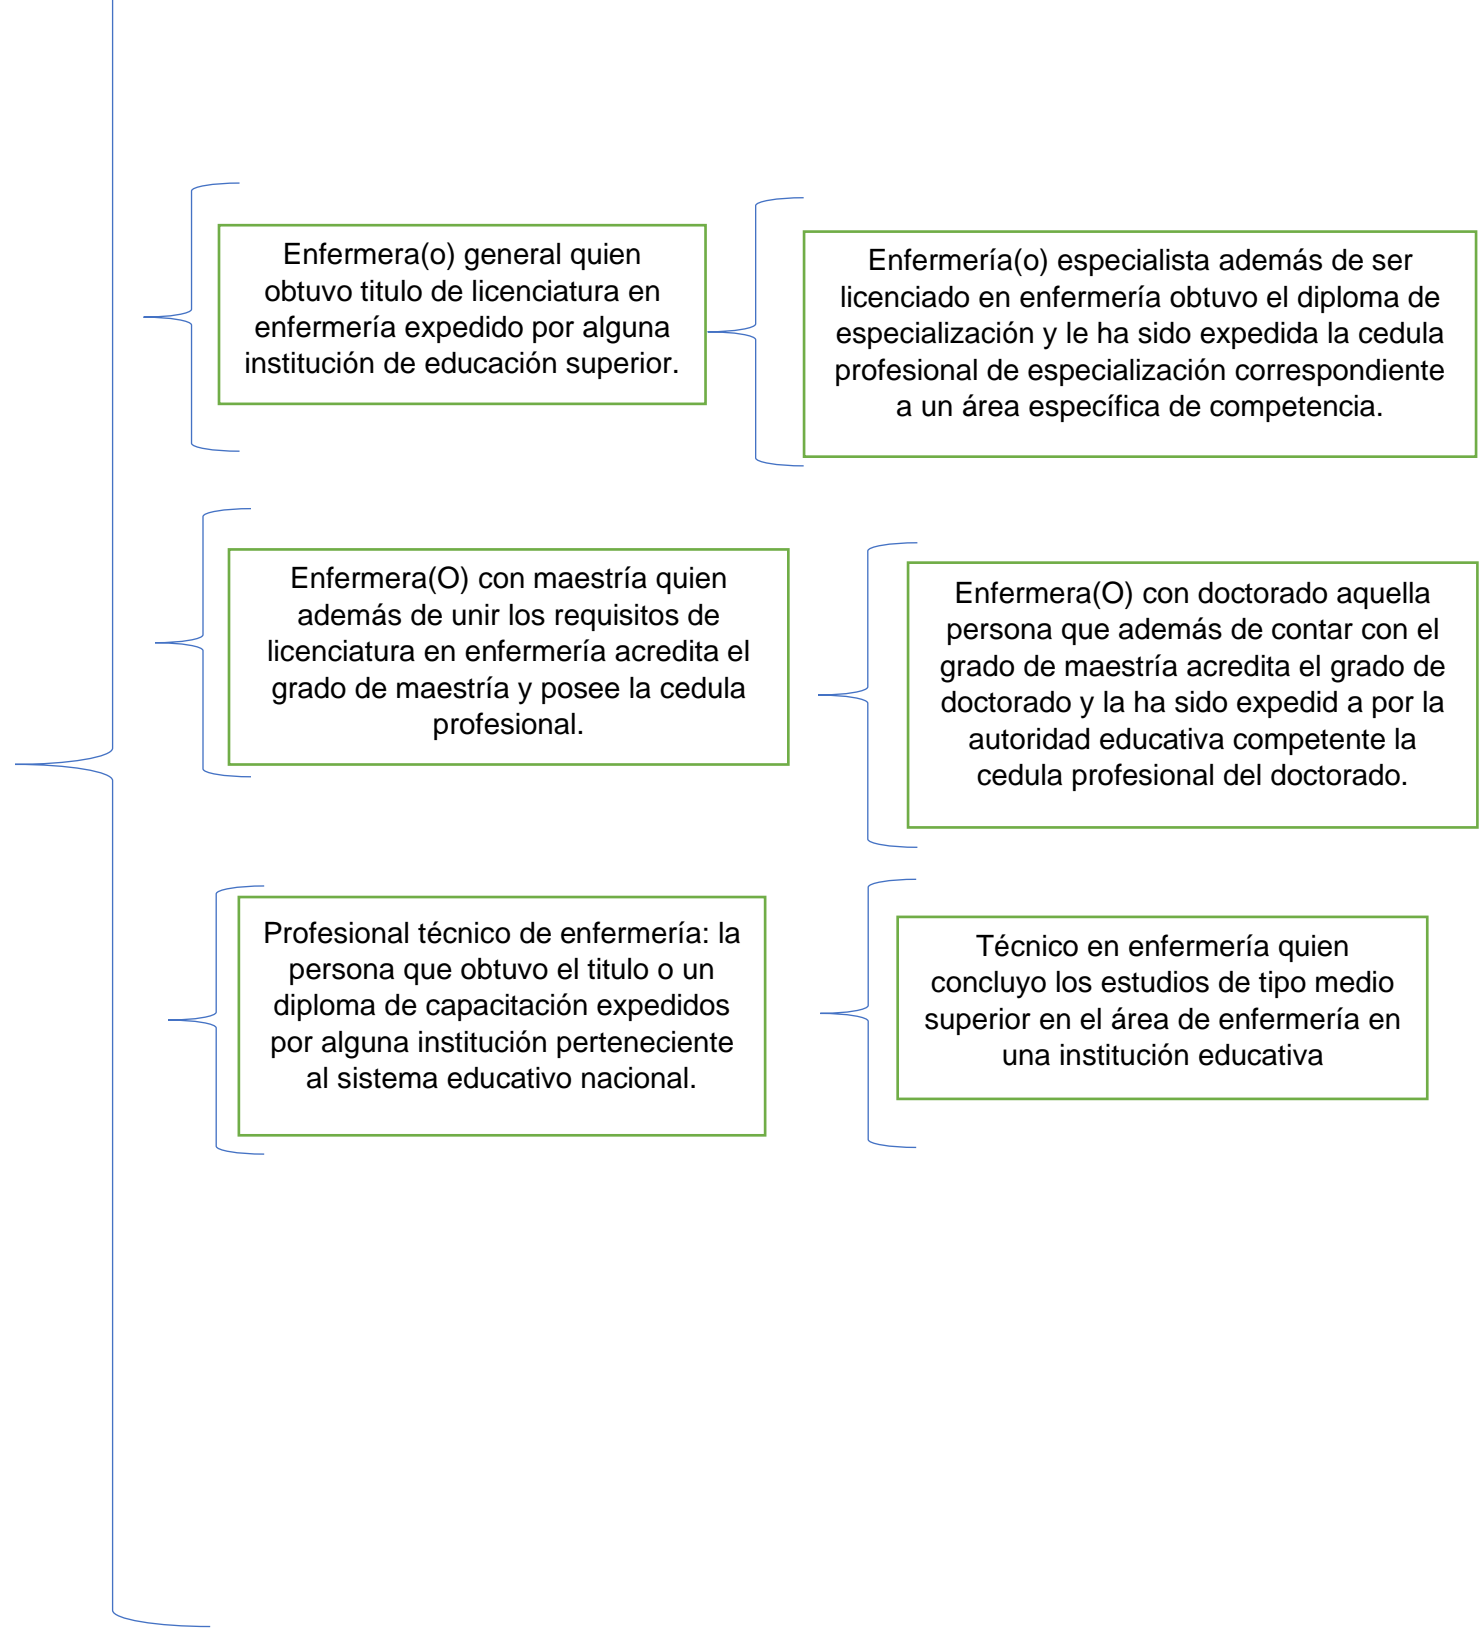 Enfermera(o) general quien
obtuvo titulo de licenciatura en
enfermería expedido por alguna
institución de educación superior.
Enfermería(o) especialista además de ser
licenciado en enfermería obtuvo el diploma de
especialización y le ha sido expedida la cedula
profesional de especialización correspondiente
a un área específica de competencia.
Enfermera(O) con maestría quien
además de unir los requisitos de
licenciatura en enfermería acredita el
grado de maestría y posee la cedula
profesional.
Enfermera(O) con doctorado aquella
persona que además de contar con el
grado de maestría acredita el grado de
doctorado y la ha sido expedid a por la
autoridad educativa competente la
cedula profesional del doctorado.
Profesional técnico de enfermería: la
persona que obtuvo el titulo o un
diploma de capacitación expedidos
por alguna institución perteneciente
al sistema educativo nacional.
Técnico en enfermería quien
concluyo los estudios de tipo medio
superior en el área de enfermería en
una institución educativa